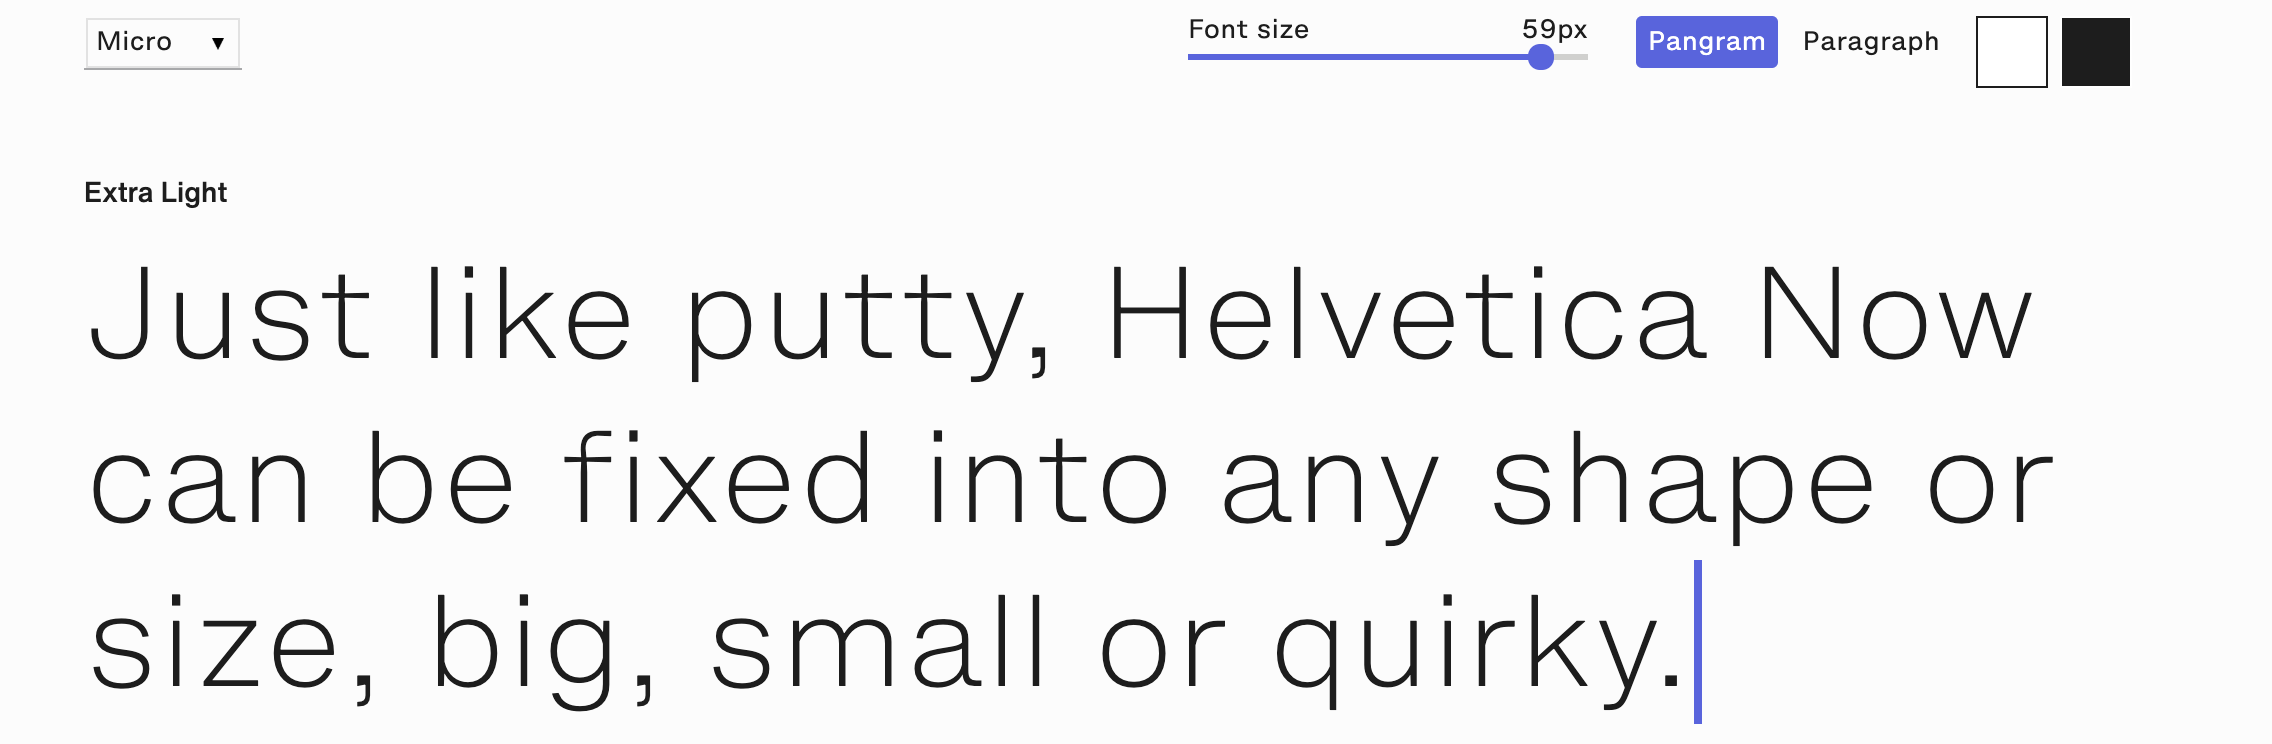 Micro ▼
Font size 59px
Pangram
Paragraph
Extra Light
Just like putty, Helvetica Now
can be fixed into any shape or
size, big, small or quirky.